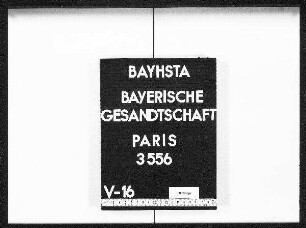 BAYHSTA
BAYERISCHE
GESANDTSCHAFT
PARIS
3556
V-16